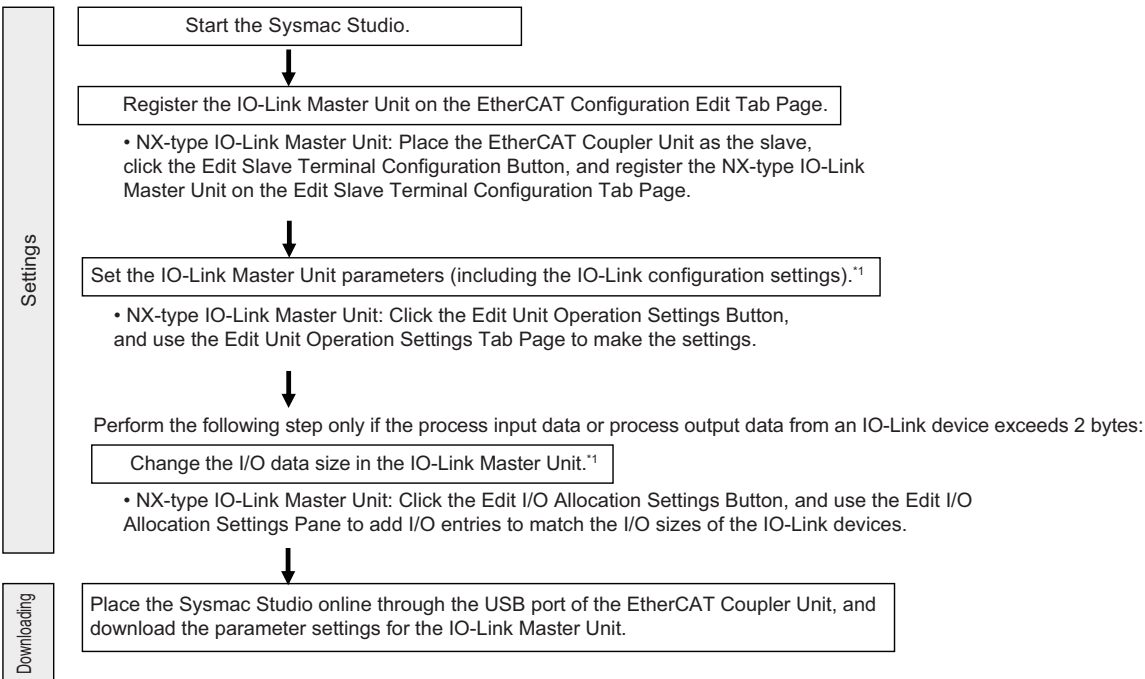 Settings
Start the Sysmac Studio.
Register the IO-Link Master Unit on the EtherCAT Configuration Edit Tab Page.
• NX-type IO-Link Master Unit: Place the EtherCAT Coupler Unit as the slave,
click the Edit Slave Terminal Configuration Button, and register the NX-type IO-Link
Master Unit on the Edit Slave Terminal Configuration Tab Page.
Set the IO-Link Master Unit parameters (including the IO-Link configuration settings).*1
• NX-type IO-Link Master Unit: Click the Edit Unit Operation Settings Button,
and use the Edit Unit Operation Settings Tab Page to make the settings.
Perform the following step only if the process input data or process output data from an IO-Link device exceeds 2 bytes:
Change the I/O data size in the IO-Link Master Unit.*1
• NX-type IO-Link Master Unit: Click the Edit I/O Allocation Settings Button, and use the Edit I/O
Allocation Settings Pane to add I/O entries to match the I/O sizes of the IO-Link devices.
Downloading
Place the Sysmac Studio online through the USB port of the EtherCAT Coupler Unit, and
download the parameter settings for the IO-Link Master Unit.